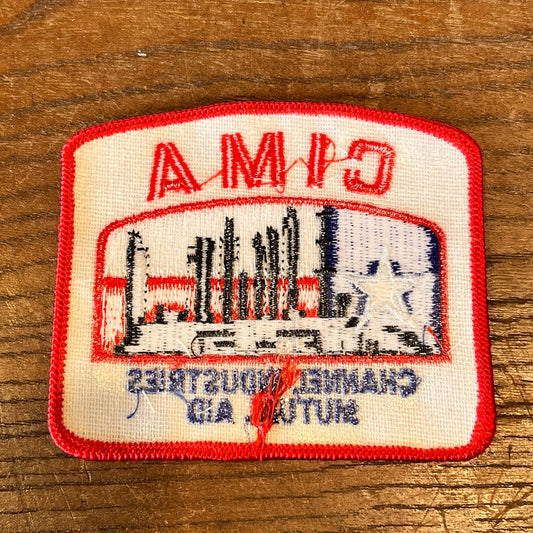 CIMA
CHANNEL INDUSTRIES
MUTUAL AID